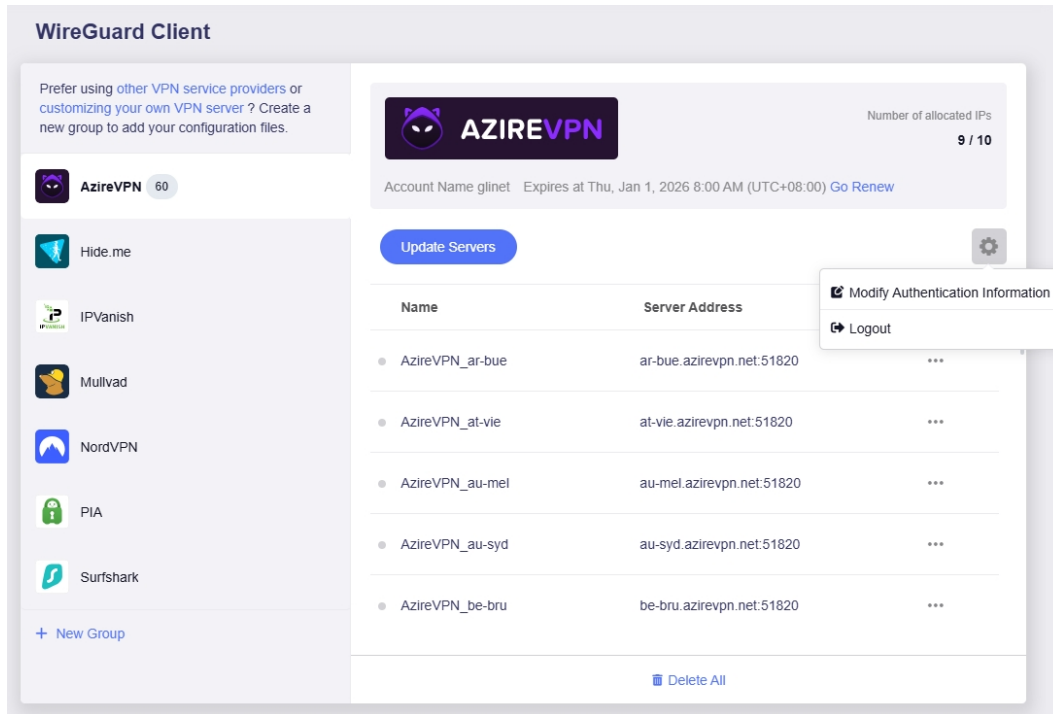 WireGuard Client
Prefer using other VPN service providers or
customizing your own VPN server ? Create a
new group to add your configuration files.
AzireVPN 60
Hide.me
IPVanish
Mullvad
NordVPN
PIA
Surfshark
+ New Group
AZIREVPN
Number of allocated IPs
9 / 10
Account Name glinet Expires at Thu, Jan 1, 2026 8:00 AM (UTC+08:00) Go Renew
Update Servers
Modify Authentication Information
Logout
Name Server Address
AzireVPN_ar-bue ar-bue.azirevpn.net:51820 •••
AzireVPN_at-vie at-vie.azirevpn.net:51820 •••
AzireVPN_au-mel au-mel.azirevpn.net:51820 •••
AzireVPN_au-syd au-syd.azirevpn.net:51820 •••
AzireVPN_be-bru be-bru.azirevpn.net:51820 •••
Delete All